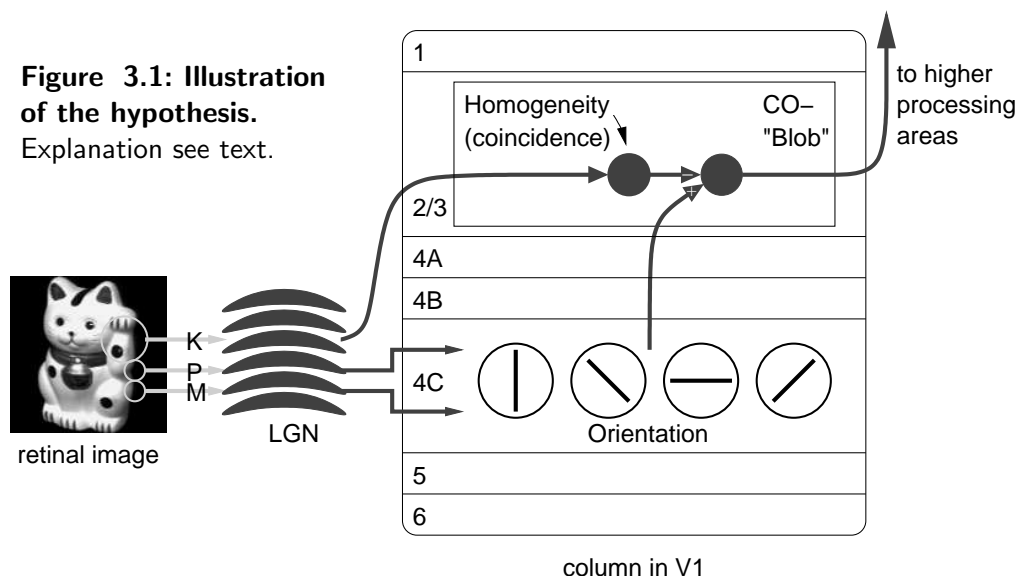 Figure 3.1: Illustration
of the hypothesis.
Explanation see text.
1
to higher
processing
areas
Homogeneity
(coincidence)
CO–
"Blob"
–
+
2/3
4A
4B
K
P
M
4C
LGN
Orientation
retinal image
5
6
column in V1